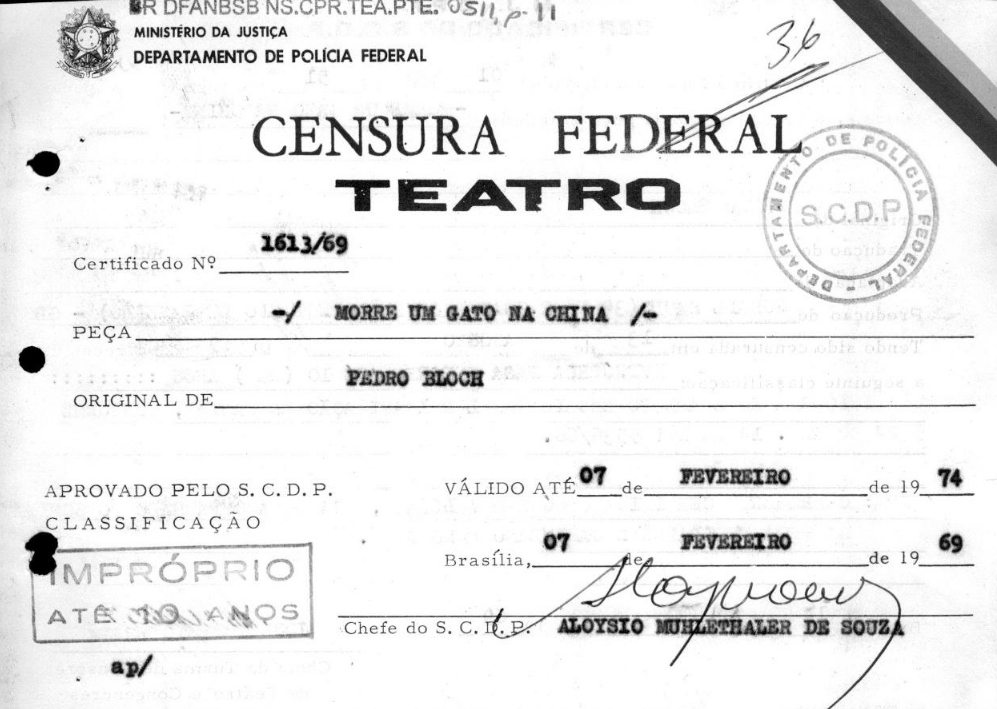 BR DFANBSB NS.CPR.TEA.PTE. 0511, p. 11
MINISTÉRIO DA JUSTIÇA
DEPARTAMENTO DE POLÍCIA FEDERAL
36
CENSURA FEDERAL
TEATRO
DEPARTAMENTO DE POLÍCIA FEDERAL
S.C.D.P
Certificado Nº 1613/69
PEÇA -/ MORRE UM GATO NA CHINA /-
ORIGINAL DE PEDRO BLOCH
APROVADO PELO S. C. D. P.
CLASSIFICAÇÃO
IMPRÓPRIO
ATÉ 10 ANOS
VÁLIDO ATÉ 07 de FEVEREIRO de 19 74
Brasília, 07 de FEVEREIRO de 19 69
Chefe do S. C. D. P. ALOYSIO MUHLETHALER DE SOUZA
ap/